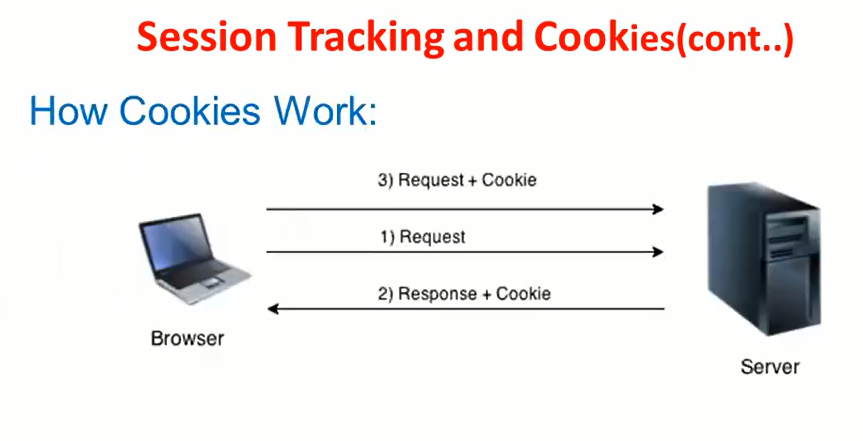 Session Tracking and Cookies(cont..)
How Cookies Work:
3) Request + Cookie
1) Request
2) Response + Cookie
Browser
Server